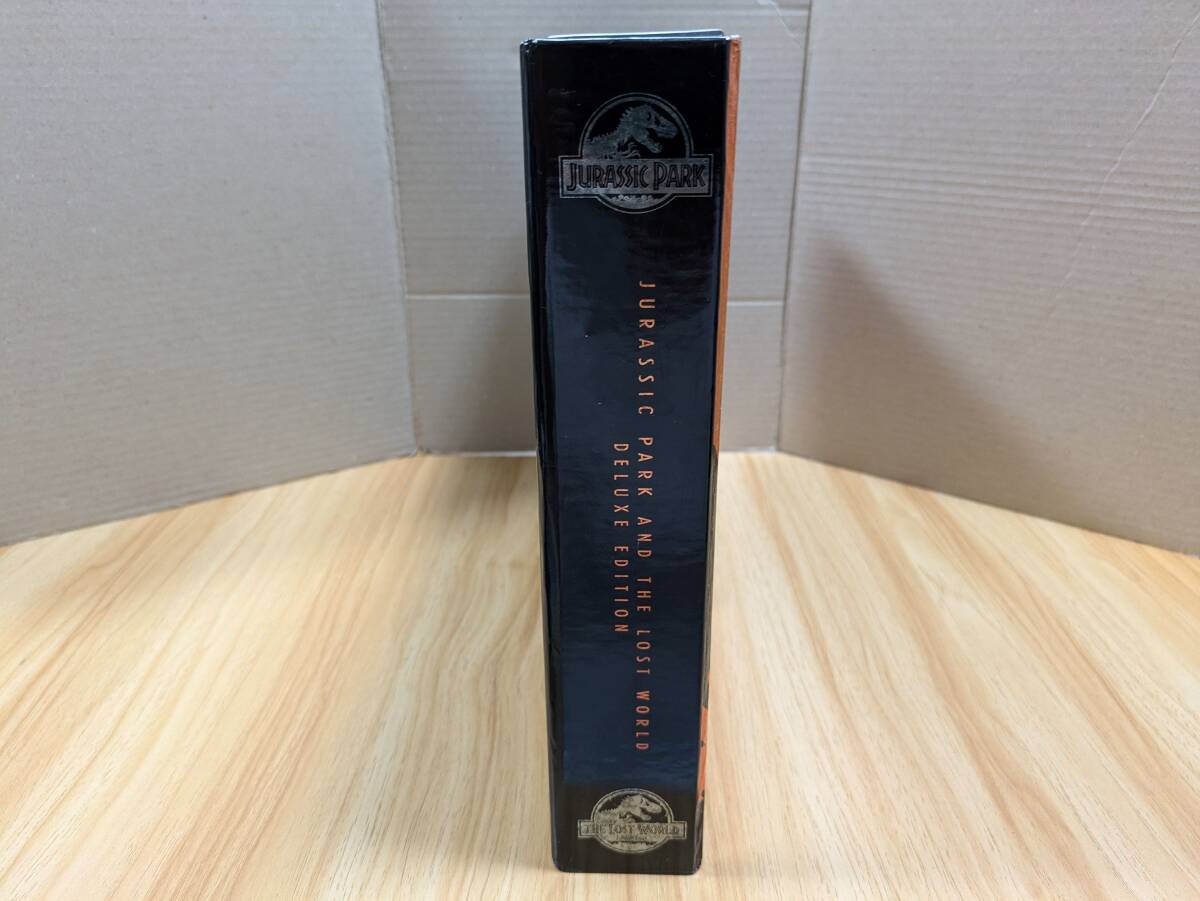 JURASSIC PARK
JURASSIC PARK AND THE LOST WORLD
DELUXE EDITION
THE LOST WORLD